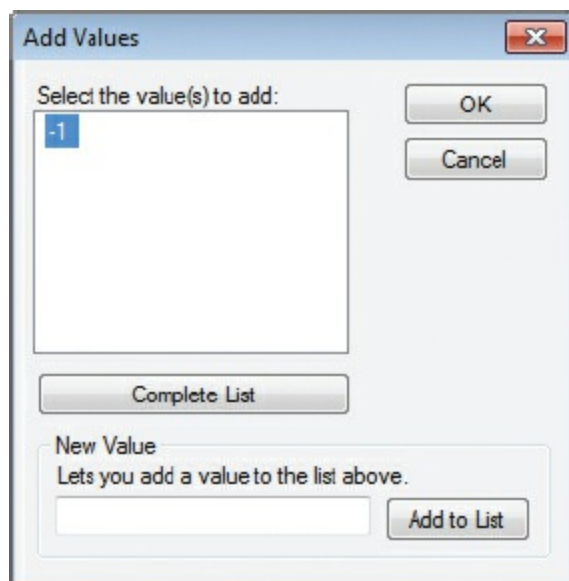 Add Values
Select the value(s) to add:
OK
-1
Cancel
Complete List
New Value
Lets you add a value to the list above.
Add to List